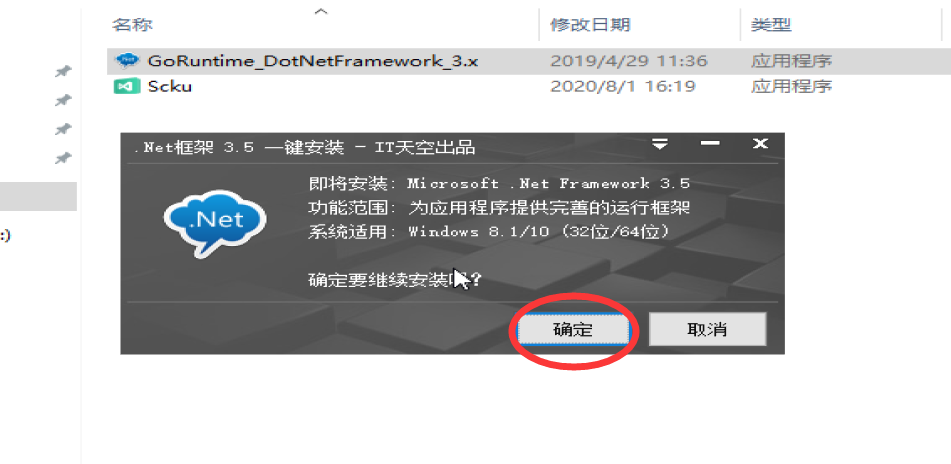 名称 修改日期 类型
GoRuntime_DotNetFramework_3.x 2019/4/29 11:36 应用程序
Scku 2020/8/1 16:19 应用程序
.Net框架 3.5 一键安装 - IT天空出品
即将安装: Microsoft .Net Framework 3.5
.Net
功能范围: 为应用程序提供完善的运行框架
系统适用: Windows 8.1/10 (32位/64位)
:)
确定要继续安装吗?
确定 取消